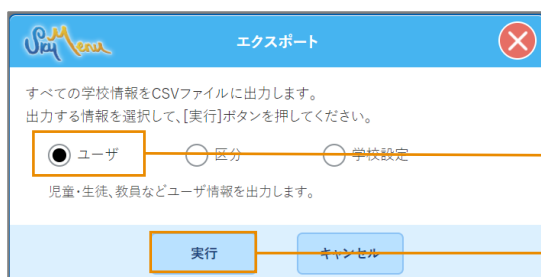 SkyMenu
エクスポート
すべての学校情報をCSVファイルに出力します。
出力する情報を選択して、[実行]ボタンを押してください。
ユーザ 区分 学校設定
児童・生徒、教員などユーザ情報を出力します。
実行 キャンセル